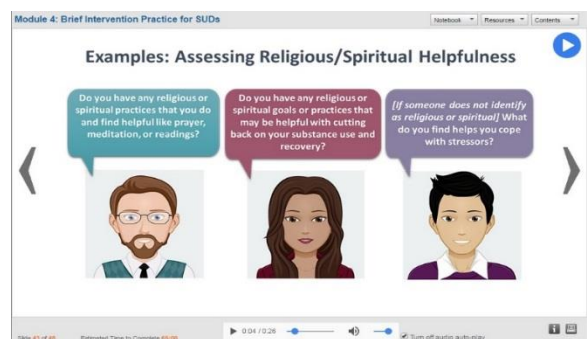 Module 4: Brief Intervention Practice for SUDs
Notebook
Resources
Contents
Examples: Assessing Religious/Spiritual Helpfulness
Do you have any religious or
spiritual practices that you do
and find helpful like prayer,
meditation, or readings?
Do you have any religious or
spiritual goals or practices that
may be helpful with cutting
back on your substance use and
recovery?
[If someone does not identify
as religious or spiritual] What
do you find helps you cope
with stressors?
Estimated Time to Complete
0:04 / 0:26
Turn off audio auto-play